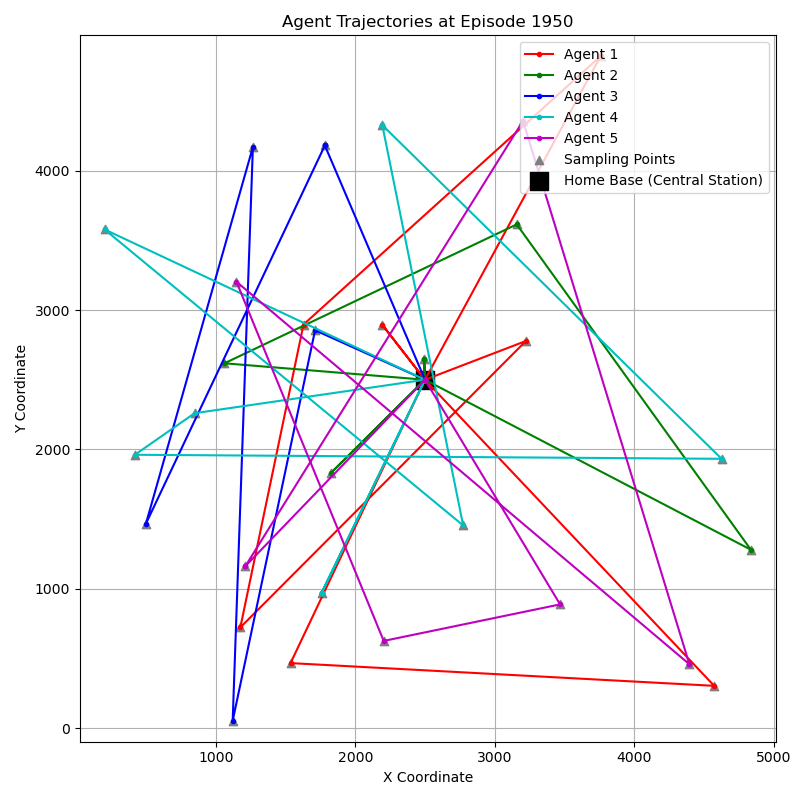 Agent Trajectories at Episode 1950
Agent 1
Agent 2
Agent 3
Agent 4
Agent 5
Sampling Points
Home Base (Central Station)
Y Coordinate
4000
3000
2000
1000
0
1000
2000
3000
4000
5000
X Coordinate